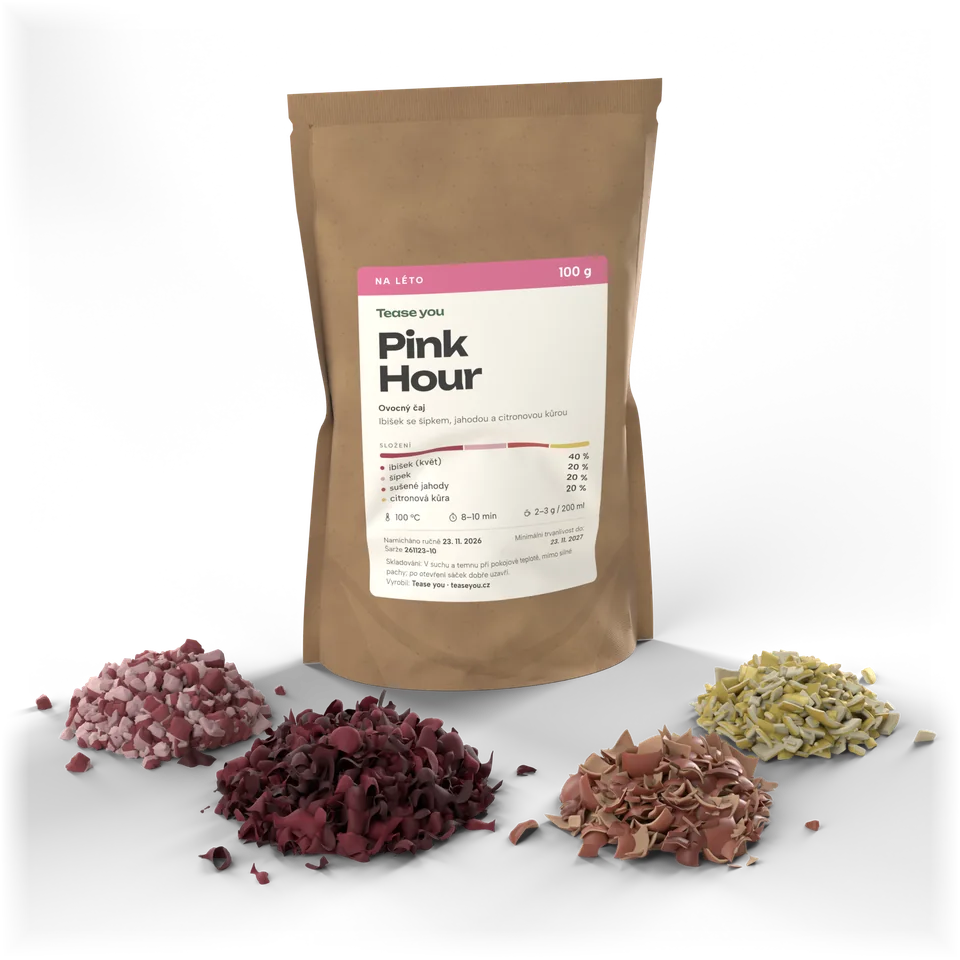 NA LÉTO
100 g
Tease you
Pink
Hour
Ovocný čaj
Ibišek se šípkem, jahodou a citronovou kůrou
SLOŽENÍ
ibišek (květ) 40 %
šípek 20 %
sušené jahody 20 %
citronová kůra 20 %
100 °C 8–10 min 2–3 g / 200 ml
Namícháno ručně 23. 11. 2026
Šarže 261123-10
Minimální trvanlivost do:
23. 11. 2027
Skladování: V suchu a temnu při pokojové teplotě, mimo silné
pachy; po otevření sáček dobře uzavři.
Vyrobil: Tease you · teaseyou.cz